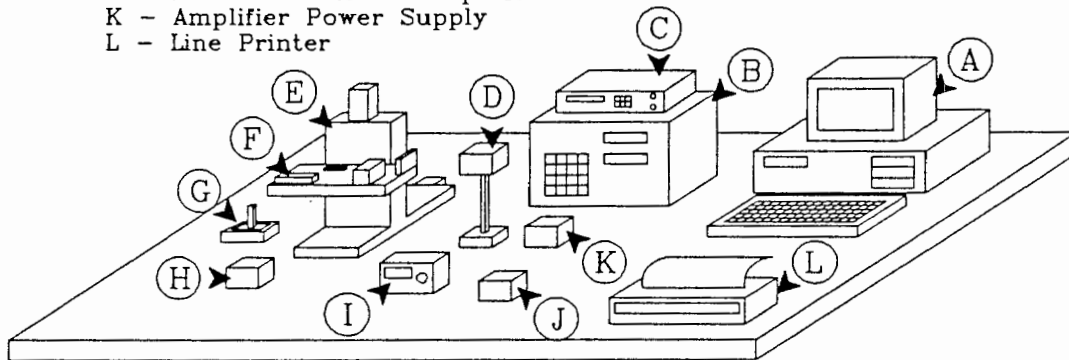 K – Amplifier Power Supply
L – Line Printer
C
B
A
E
D
F
G
K
L
H
I
J